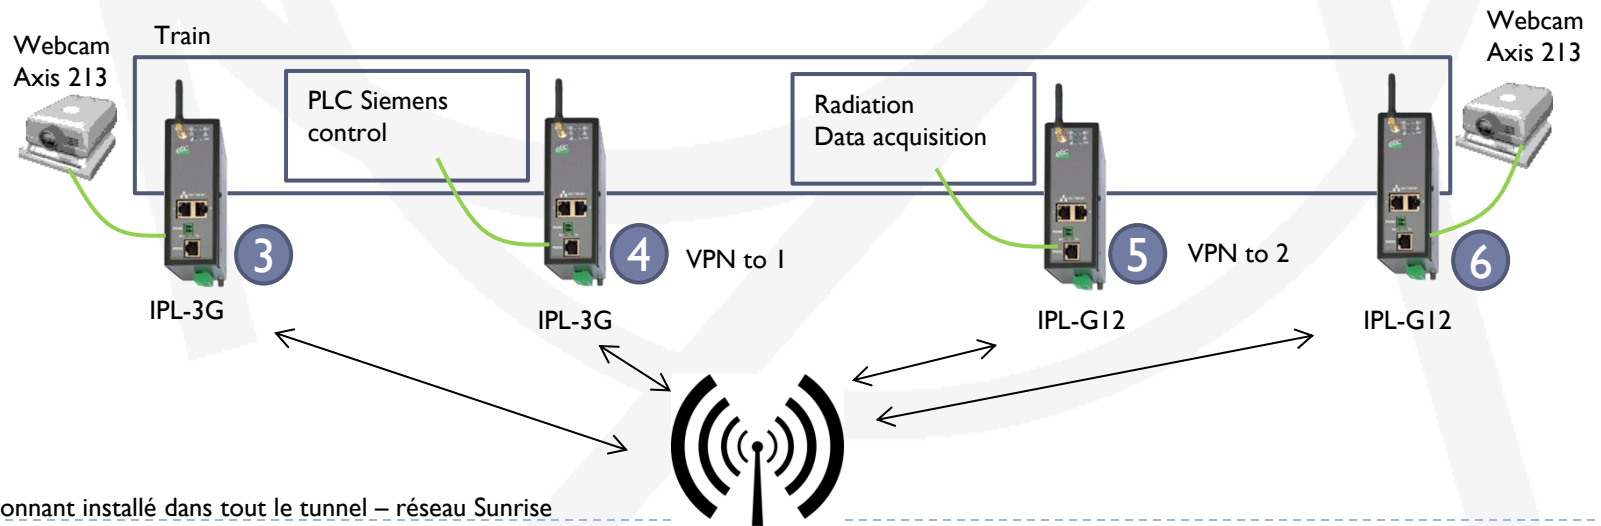 Webcam
Axis 213
Train
Webcam
Axis 213
PLC Siemens
control
Radiation
Data acquisition
3
4
VPN to 1
5
VPN to 2
6
IPL-3G
IPL-3G
IPL-G12
IPL-G12
onnant installé dans tout le tunnel – réseau Sunrise